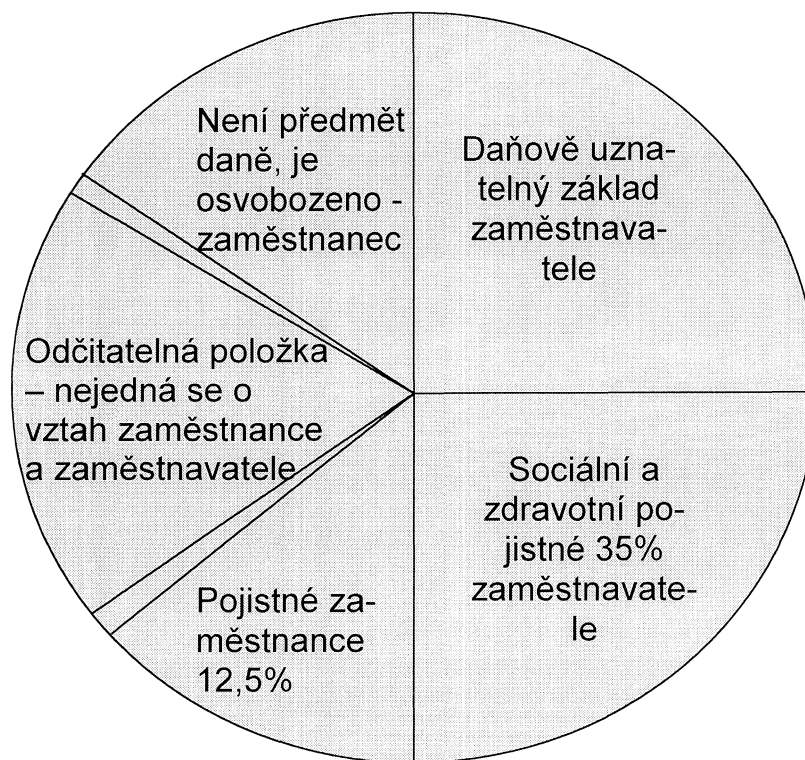 Není předmět
daně, je
osvobozeno -
zaměstnanec
Daňově uzna-
telný základ
zaměstnava-
tele
Odčitatelná položka
– nejedná se o
vztah zaměstnance
a zaměstnavatele
Sociální a
zdravotní po-
jistné 35%
zaměstnavate-
le
Pojistné za-
městnance
12,5%